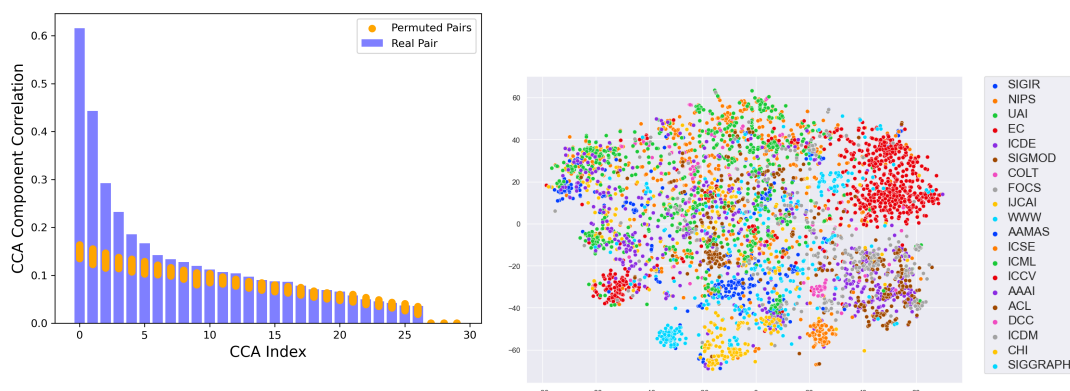 CCA Component Correlation
0.6
0.5
0.4
0.3
0.2
0.1
0.0
0
5
10
15
20
25
30
CCA Index
Permuted Pairs
Real Pair
60
40
20
0
−20
−40
−60
SIGIR
NIPS
UAI
EC
ICDE
SIGMOD
COLT
FOCS
IJCAI
WWW
AAMAS
ICSE
ICML
ICCV
AAAI
ACL
DCC
ICDM
CHI
SIGGRAPH